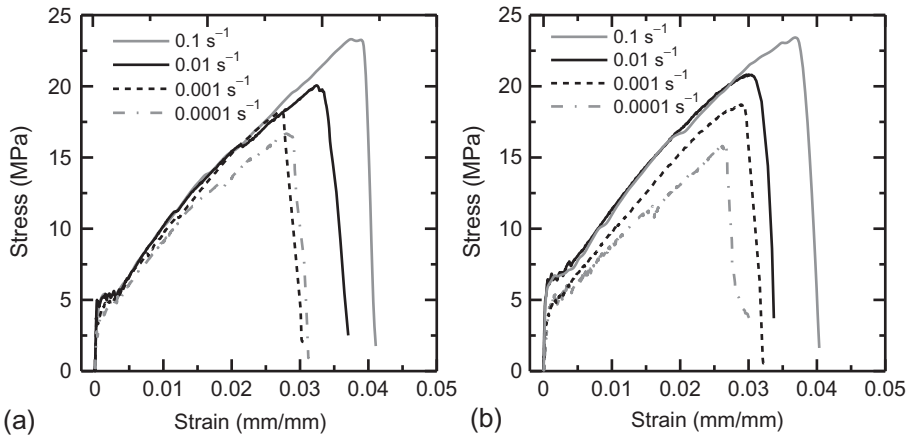 25
20
15
10
5
0
Stress (MPa)
0.1 s⁻¹
0.01 s⁻¹
0.001 s⁻¹
0.0001 s⁻¹
0 0.01 0.02 0.03 0.04 0.05
Strain (mm/mm)
(a)
25
20
15
10
5
0
Stress (MPa)
0.1 s⁻¹
0.01 s⁻¹
0.001 s⁻¹
0.0001 s⁻¹
0 0.01 0.02 0.03 0.04 0.05
Strain (mm/mm)
(b)